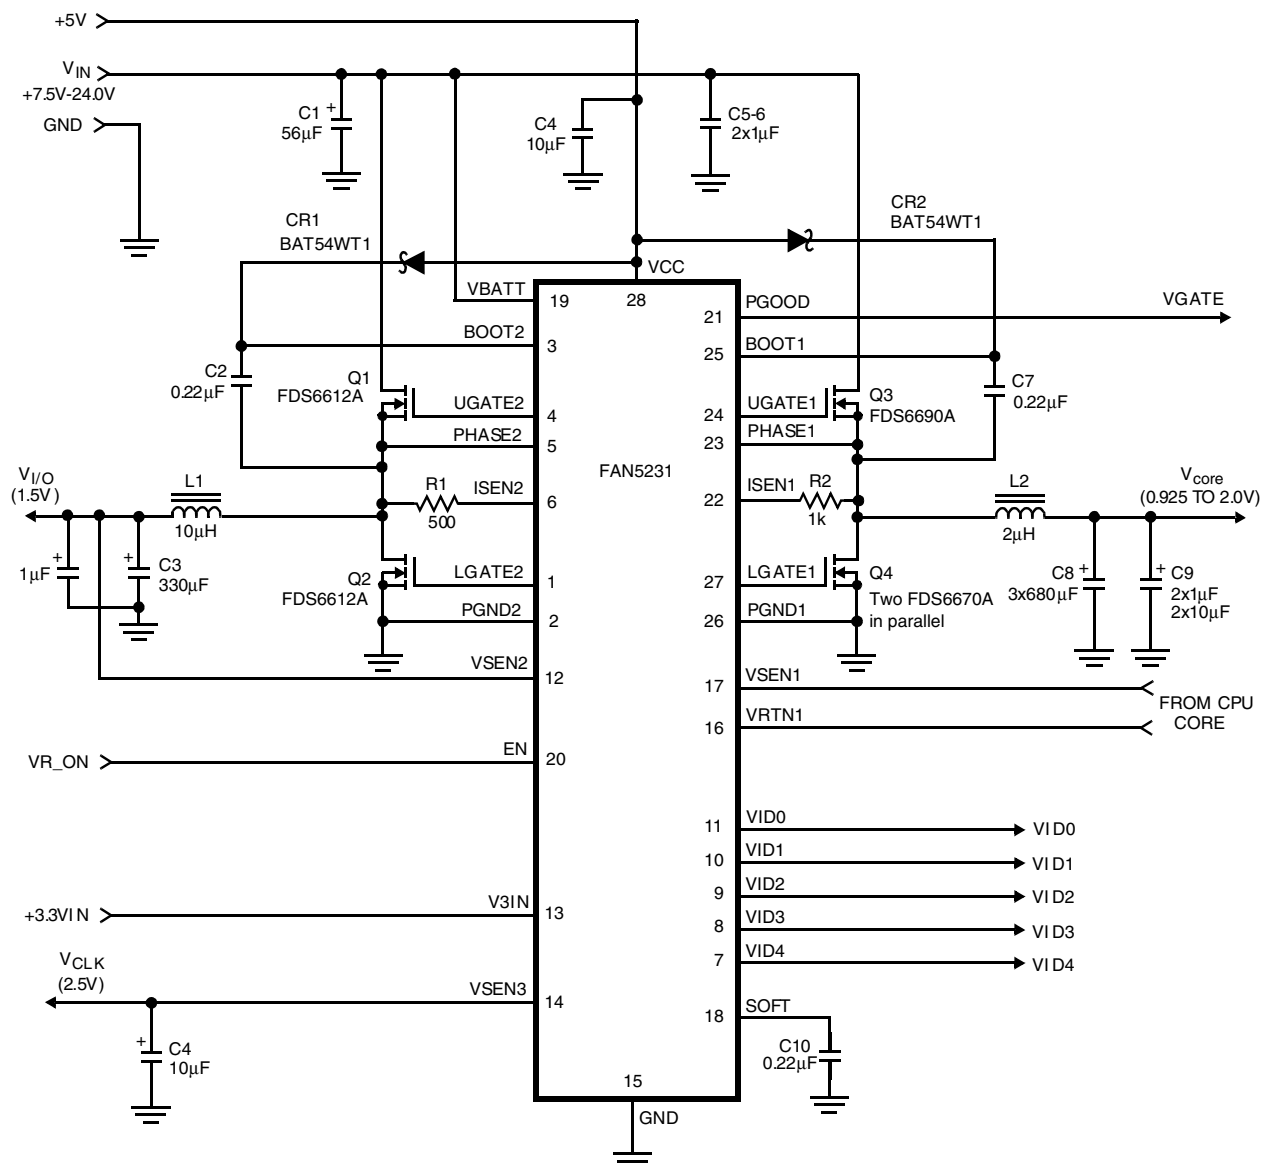 +5V
VIN
+7.5V-24.0V
GND
C1
+
56µF
C4
10µF
C5-6
2x1µF
CR1
BAT54WT1
CR2
BAT54WT1
VCC
28
VBATT
19
PGOOD
21
VGATE
BOOT2
3
BOOT1
25
C2
0.22µF
Q1
FDS6612A
UGATE2
4
UGATE1
24
Q3
FDS6690A
C7
0.22µF
PHASE2
5
PHASE1
23
FAN5231
VI/O
(1.5V)
L1
10µH
R1
500
ISEN2
6
ISEN1
22
R2
1k
L2
2µH
Vcore
(0.925 TO 2.0V)
+
1µF
+
C3
330µF
Q2
FDS6612A
LGATE2
1
LGATE1
27
Q4
Two FDS6670A
in parallel
C8
+
3x680µF
+
C9
2x1µF
2x10µF
PGND2
2
PGND1
26
VSEN2
12
VSEN1
17
VRTN1
16
FROM CPU
CORE
VR_ON
EN
20
VID0
11
VID0
VID1
10
VID1
VID2
9
VID2
VID3
8
VID3
VID4
7
VID4
+3.3VIN
V3IN
13
VCLK
(2.5V)
VSEN3
14
SOFT
18
+
C4
10µF
C10
0.22µF
15
GND